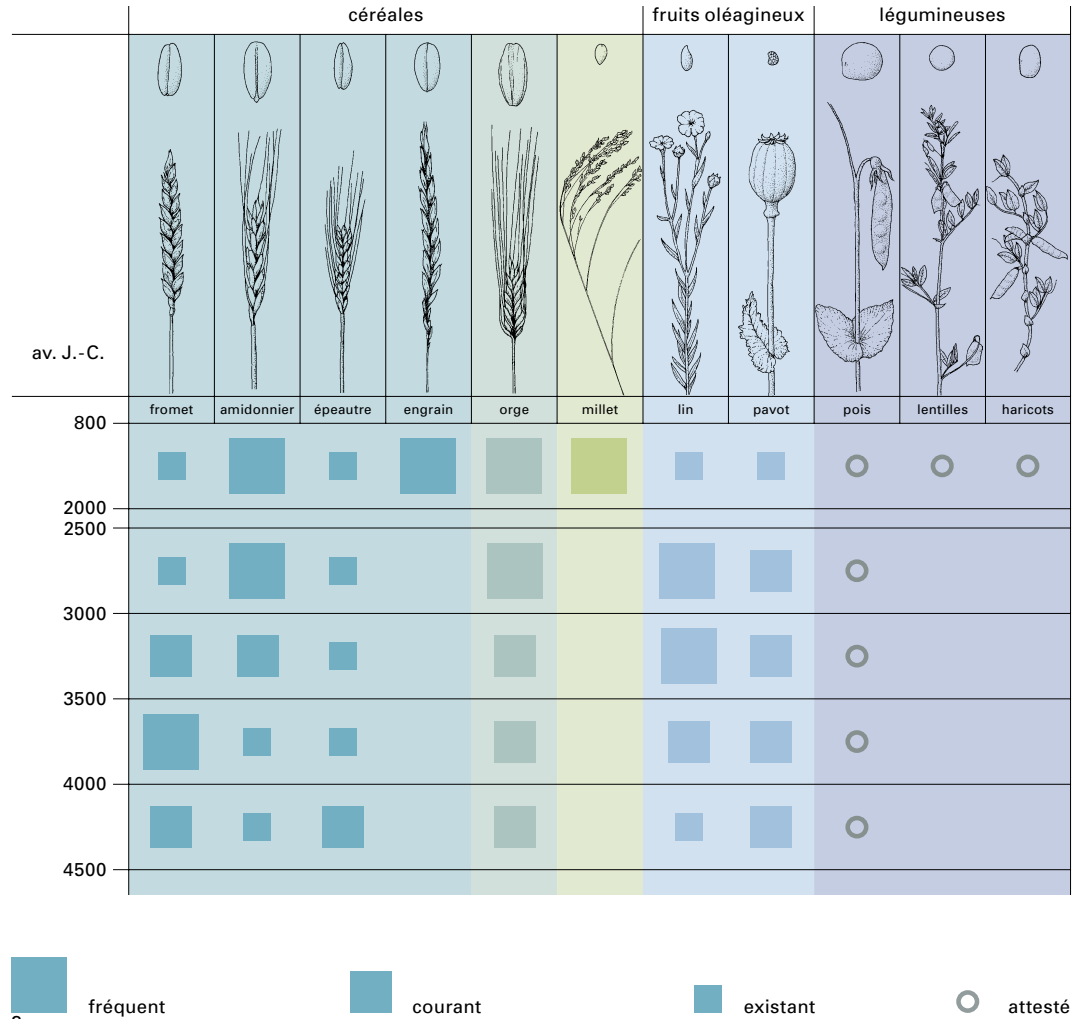 céréales fruits oléagineux légumineuses
av. J.-C.
fromet amidonnier épeautre engrain orge millet lin pavot pois lentilles haricots
800
2000
2500
3000
3500
4000
4500
fréquent courant existant attesté